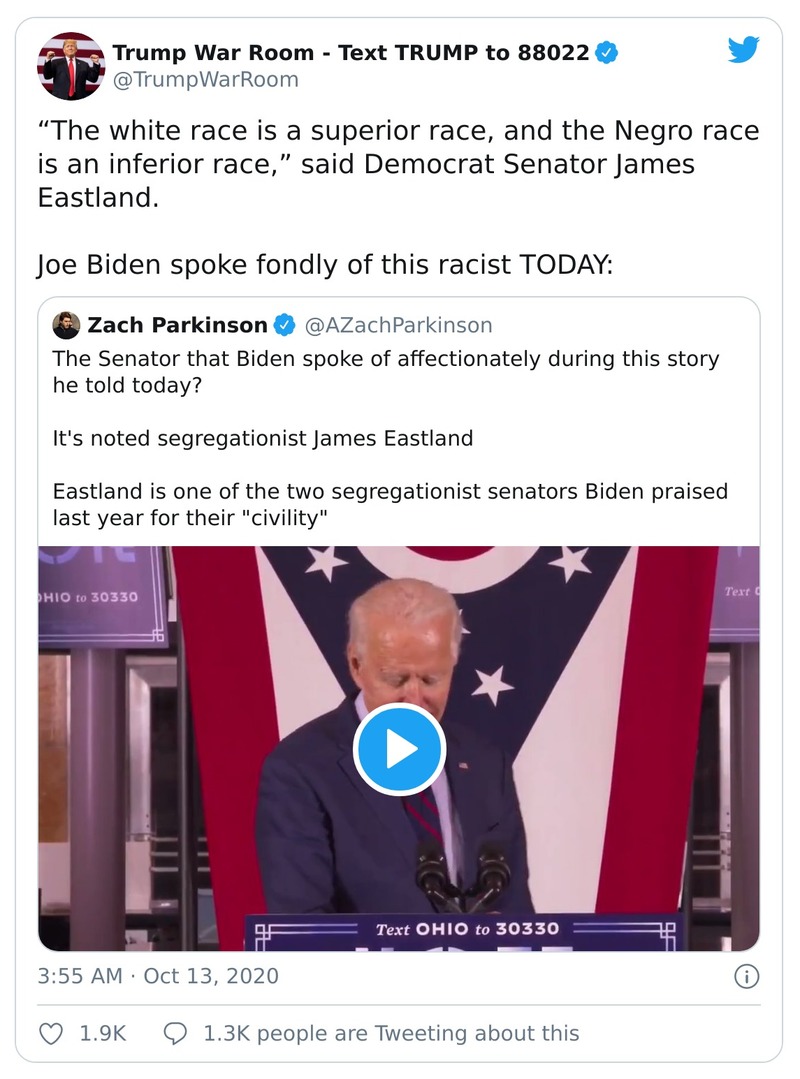 Trump War Room - Text TRUMP to 88022
@TrumpWarRoom
“The white race is a superior race, and the Negro race
is an inferior race,” said Democrat Senator James
Eastland.
Joe Biden spoke fondly of this racist TODAY:
Zach Parkinson @AZachParkinson
The Senator that Biden spoke of affectionately during this story
he told today?
It's noted segregationist James Eastland
Eastland is one of the two segregationist senators Biden praised
last year for their "civility"
OHIO to 30330
Text
Text OHIO to 30330
3:55 AM · Oct 13, 2020
1.9K 1.3K people are Tweeting about this